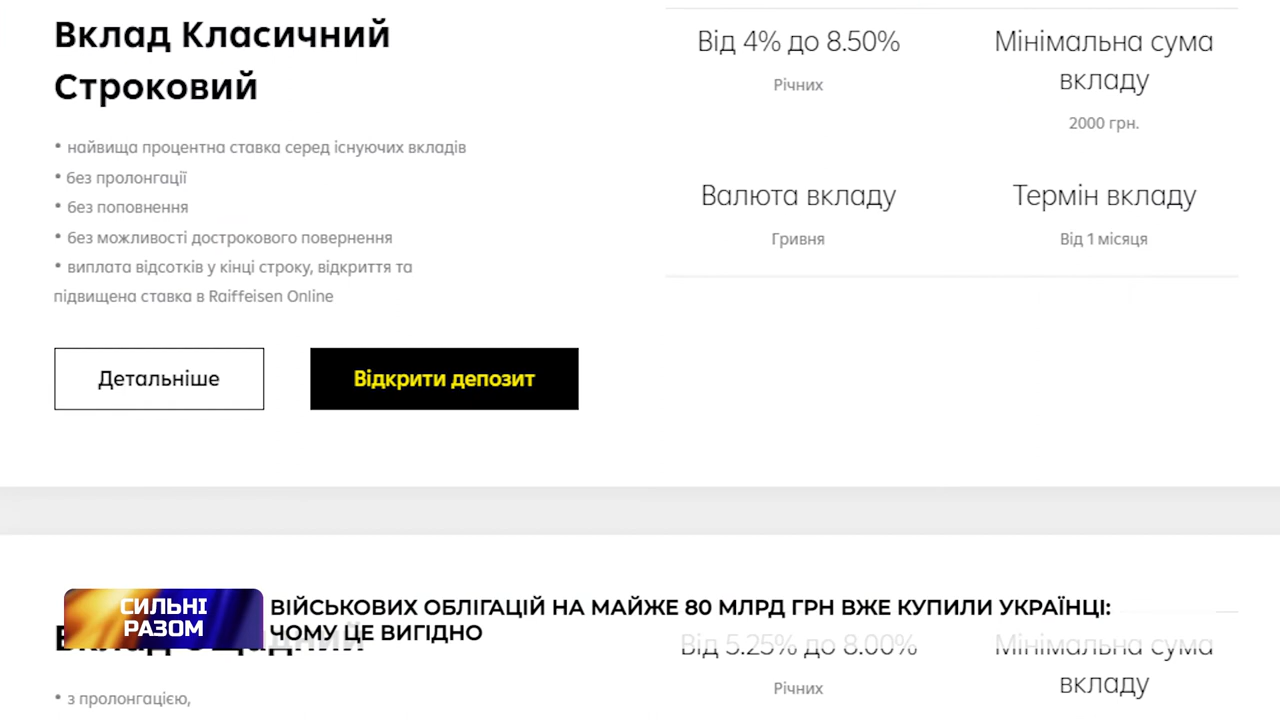 Вклад Класичний
Строковий
• найвища процентна ставка серед існуючих вкладів
• без пролонгації
• без поповнення
• без можливості дострокового повернення
• виплата відсотків у кінці строку, відкриття та
підвищена ставка в Raiffeisen Online
Детальніше
Відкрити депозит
Від 4% до 8.50%
Річних
Мінімальна сума
вкладу
2000 грн.
Валюта вкладу
Гривня
Термін вкладу
Від 1 місяця
СИЛЬНІ
РАЗОМ
ВІЙСЬКОВИХ ОБЛІГАЦІЙ НА МАЙЖЕ 80 МЛРД ГРН ВЖЕ КУПИЛИ УКРАЇНЦІ:
ЧОМУ ЦЕ ВИГІДНО
• з пролонгацією,
Від 5.25% до 8.00%
Річних
Мінімальна сума
вкладу